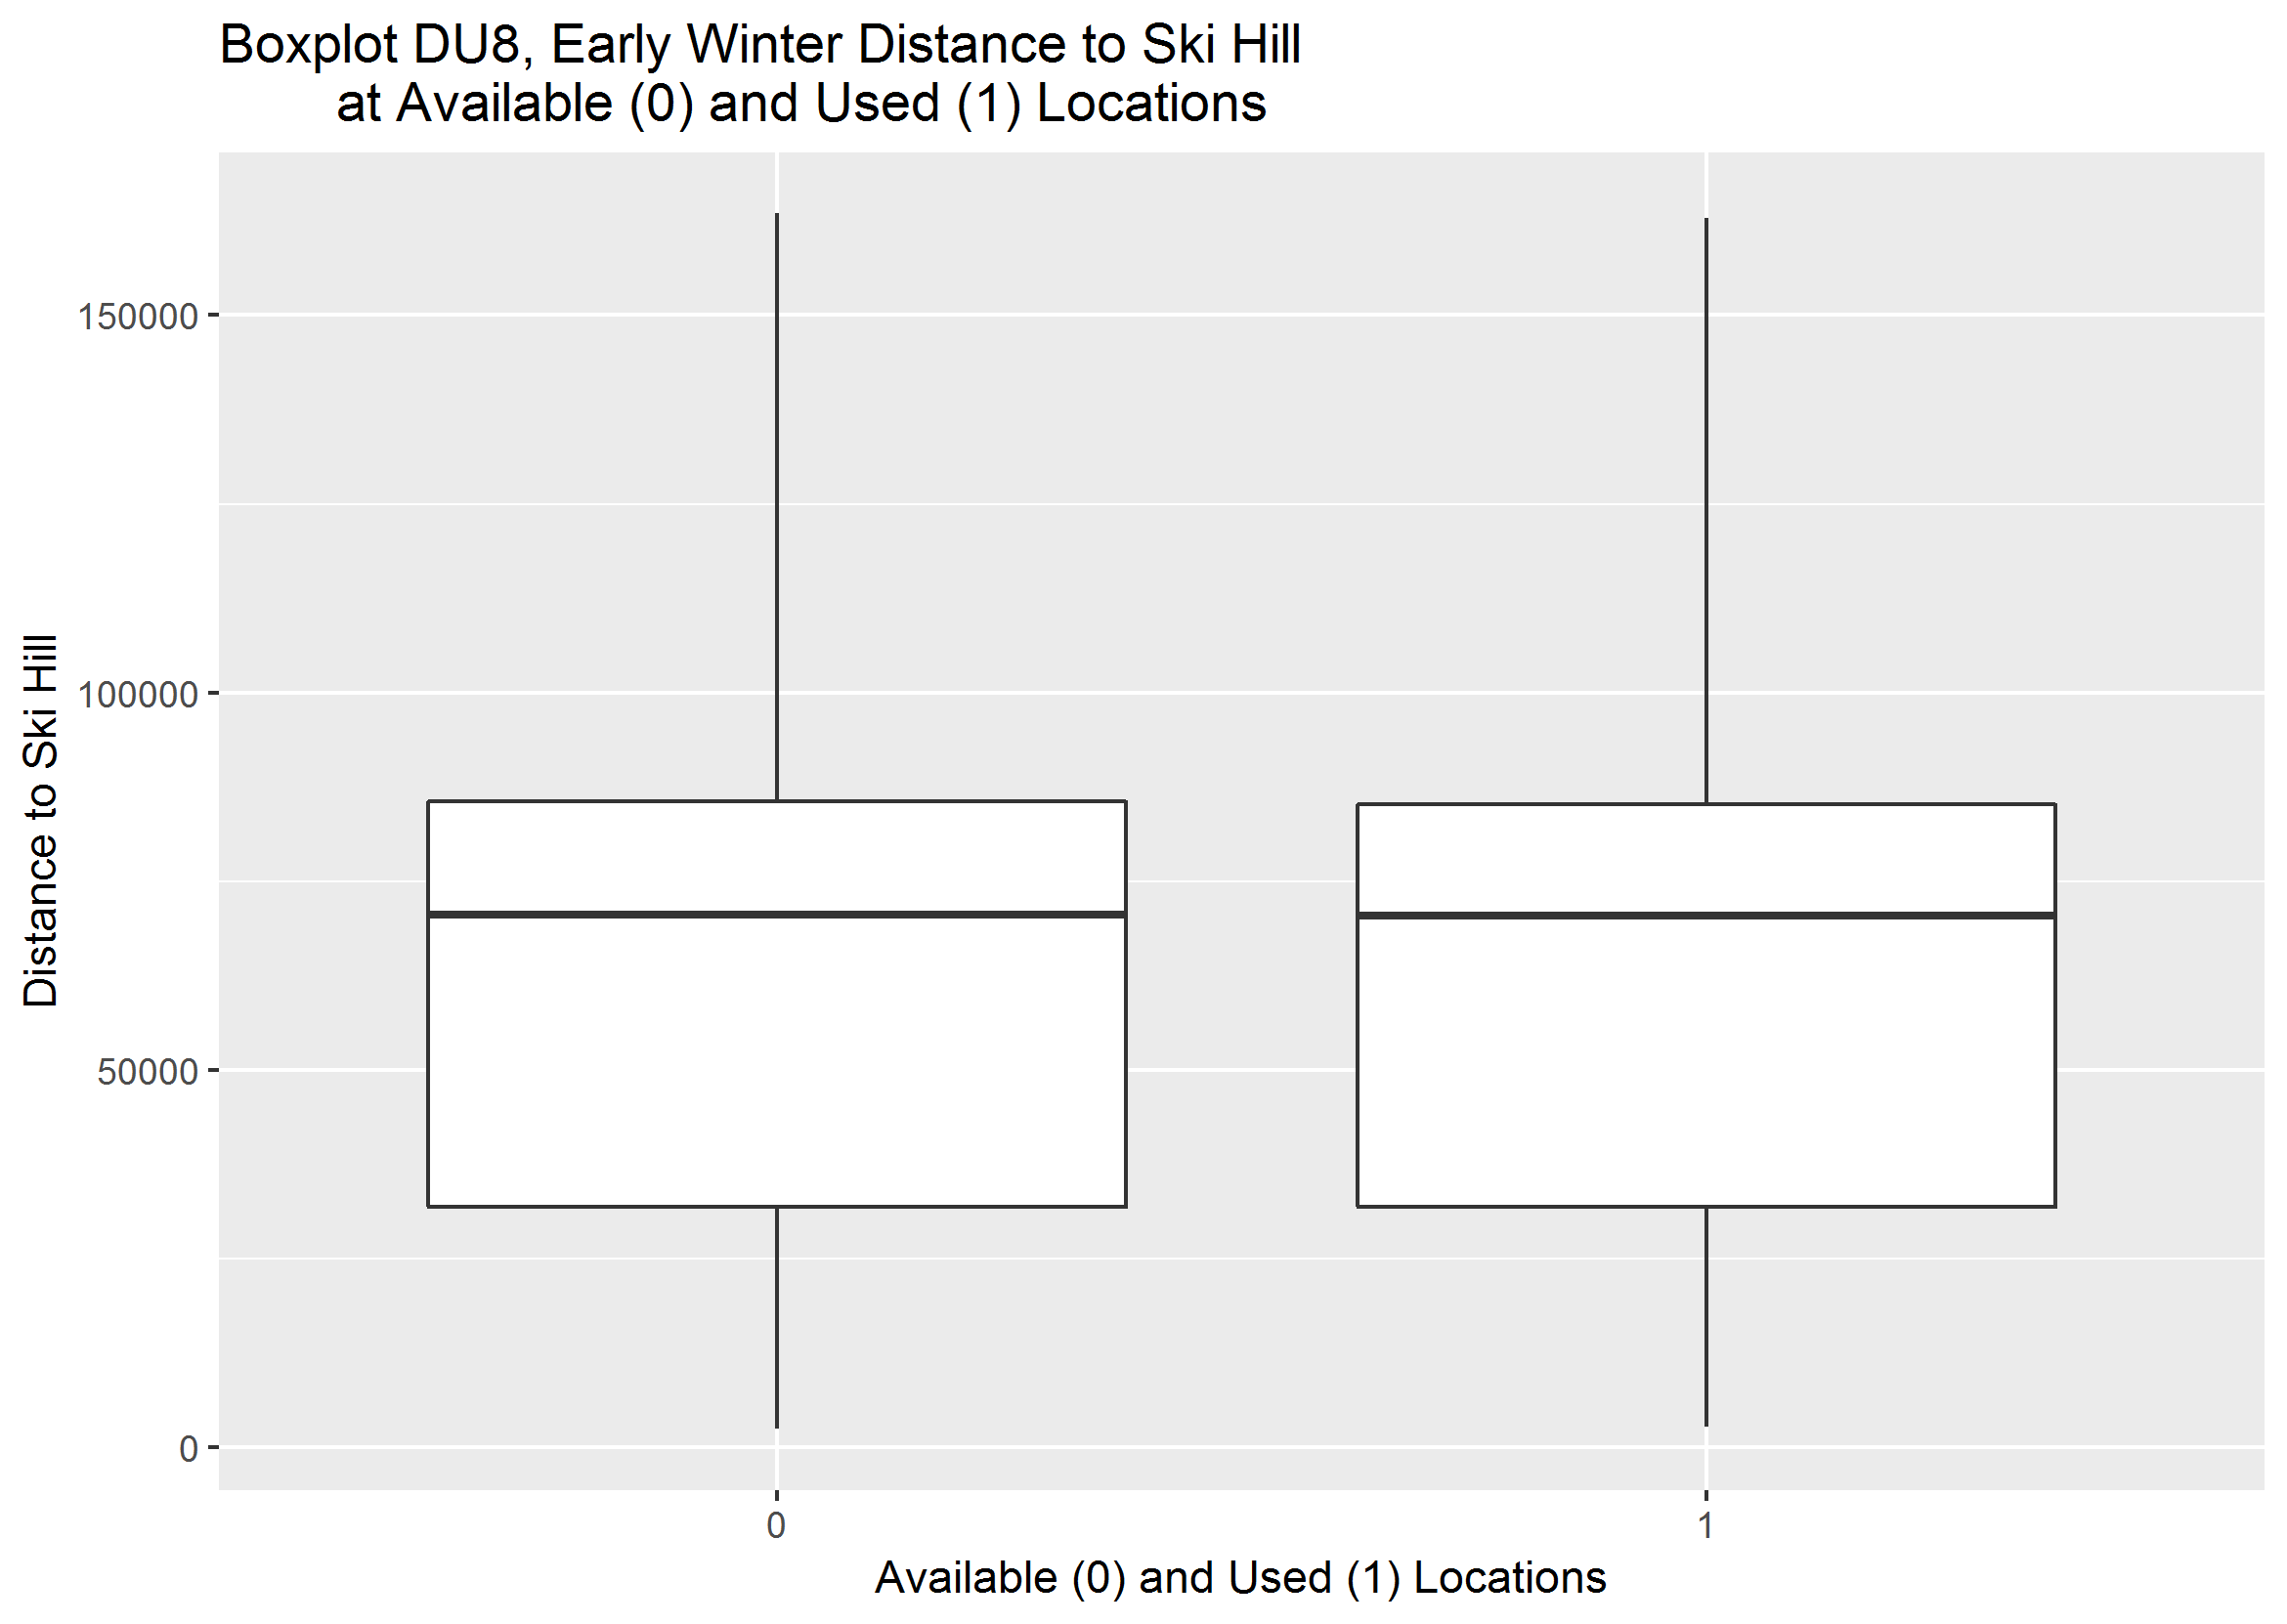 Boxplot DU8, Early Winter Distance to Ski Hill
at Available (0) and Used (1) Locations
150000
100000
50000
0
Distance to Ski Hill
0 1
Available (0) and Used (1) Locations